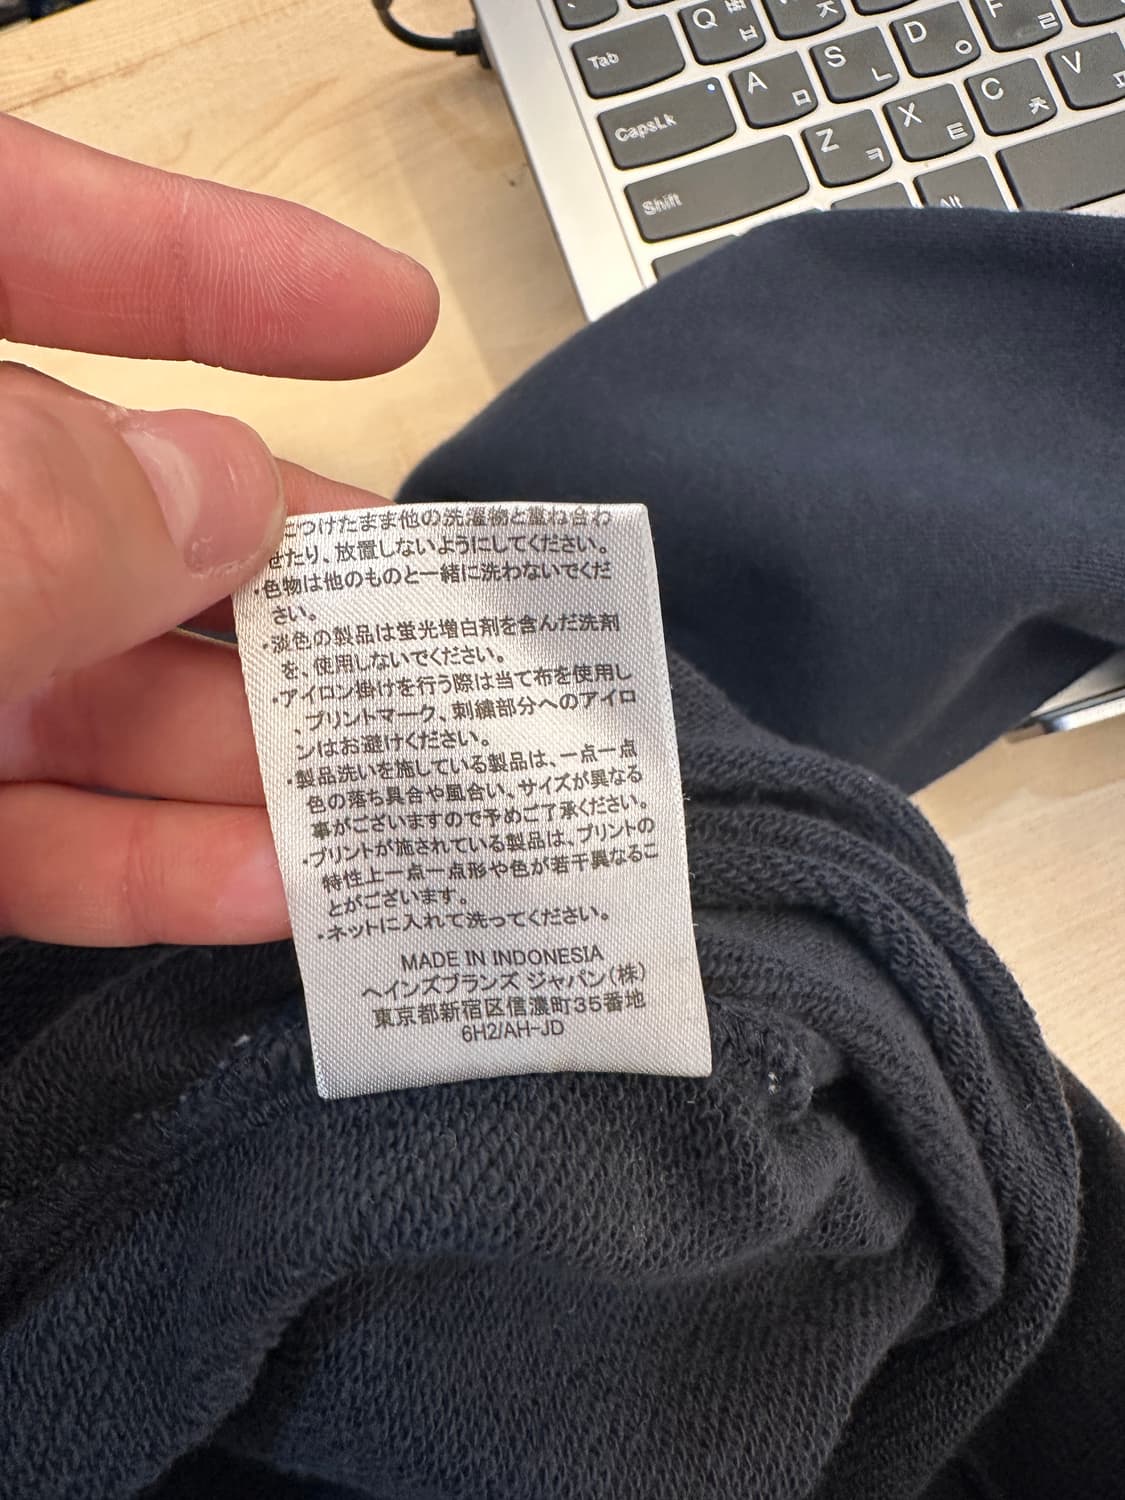 Q ㅃ ㅂ
ㅈ
F ㄹ
Tab
A ㅁ
S ㄴ
D ㅇ
CapsLk
Z ㅋ
X ㅌ
C ㅊ
V ㅍ
Shift
Alt
につけたまま他の洗濯物と重ね合わ
せたり、放置しないようにしてください。
・色物は他のものと一緒に洗わないでくだ
さい。
・淡色の製品は蛍光増白剤を含んだ洗剤
を、使用しないでください。
・アイロン掛けを行う際は当て布を使用し
、プリントマーク、刺繍部分へのアイロ
ンはお避けください。
・製品洗いを施している製品は、一点一点
色の落ち具合や風合い、サイズが異なる
事がございますので予めご了承ください。
・プリントが施されている製品は、プリントの
特性上一点一点形や色が若干異なるこ
とがございます。
・ネットに入れて洗ってください。
MADE IN INDONESIA
ヘインズブランズ ジャパン(株)
東京都新宿区信濃町35番地
6H2/AH-JD